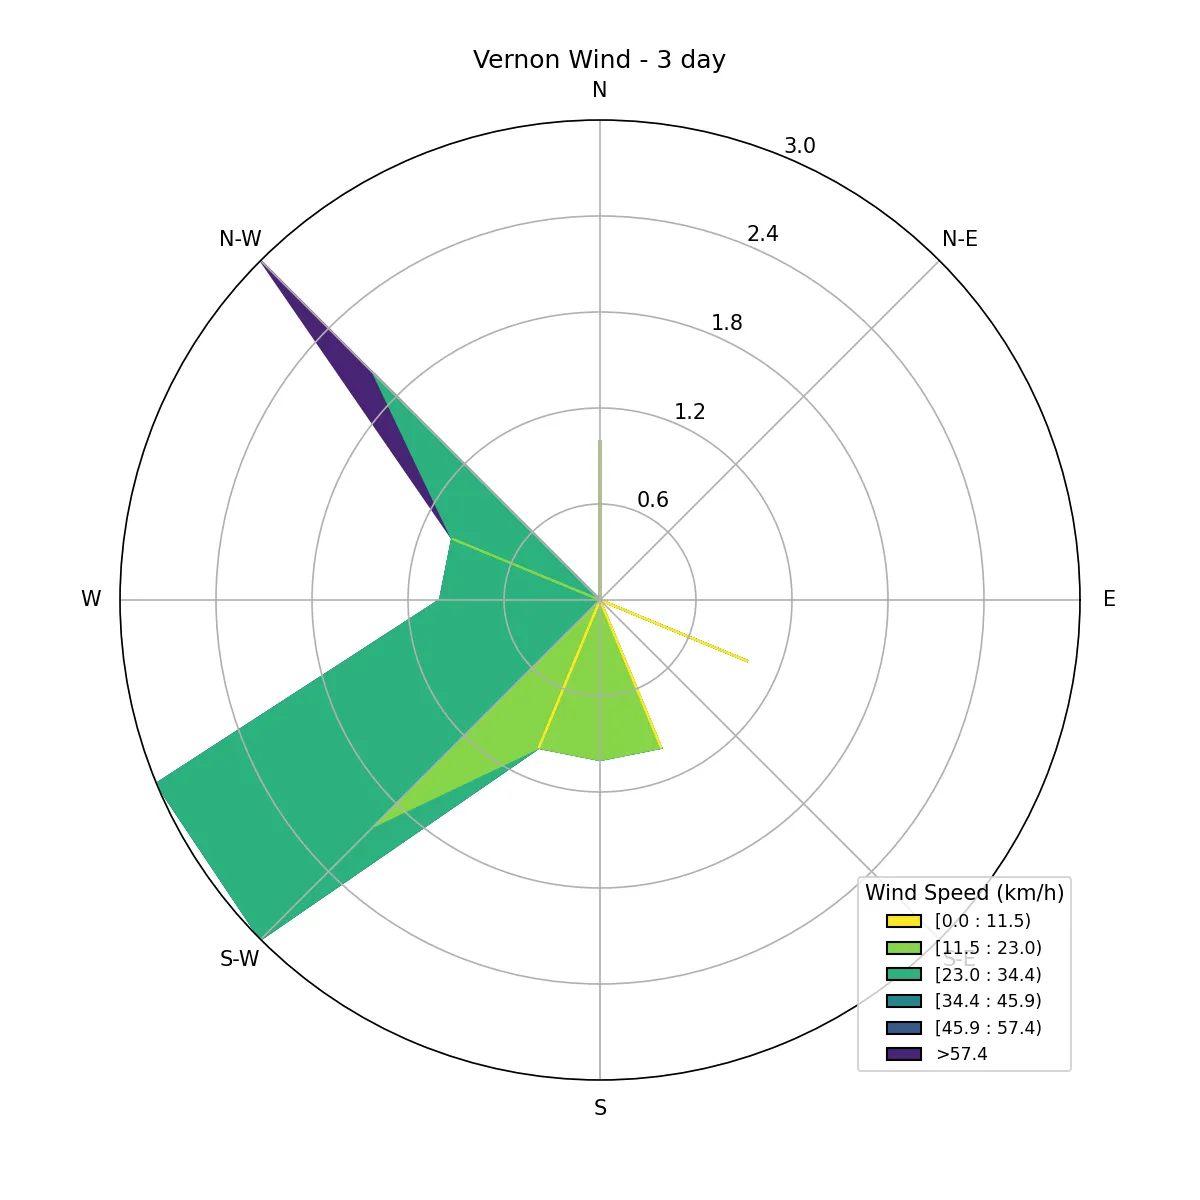 Vernon Wind - 3 day
N
3.0
N-W
N-E
2.4
1.8
1.2
0.6
W
E
S-W
S-E
Wind Speed (km/h)
[0.0 : 11.5)
[11.5 : 23.0)
[23.0 : 34.4)
[34.4 : 45.9)
[45.9 : 57.4)
>57.4
S